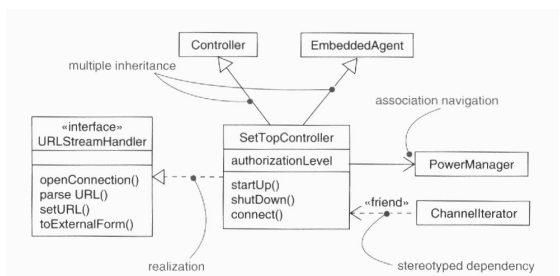 Controller
EmbeddedAgent
multiple inheritance
association navigation
«interface»
URLStreamHandler
SetTopController
authorizationLevel
PowerManager
openConnection()
parse URL()
setURL()
toExternalForm()
startUp()
shutDown()
connect()
«friend»
ChannelIterator
realization
stereotyped dependency